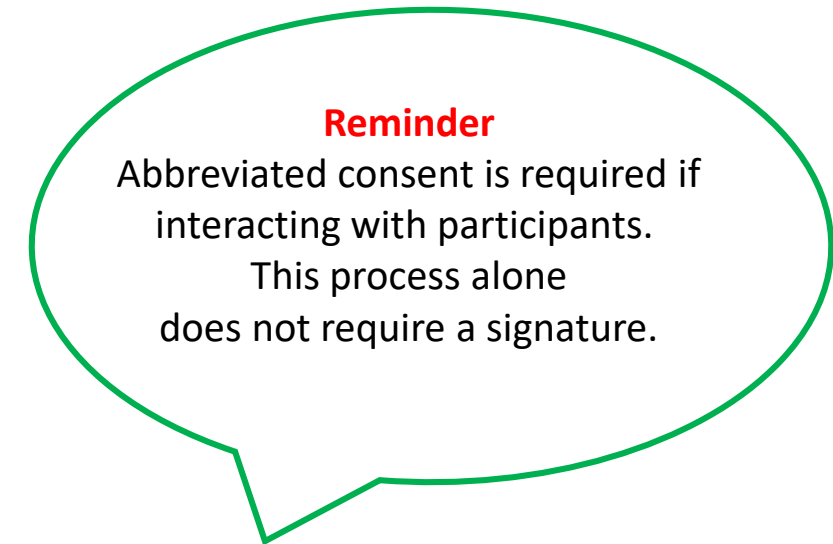 Reminder
Abbreviated consent is required if
interacting with participants.
This process alone
does not require a signature.